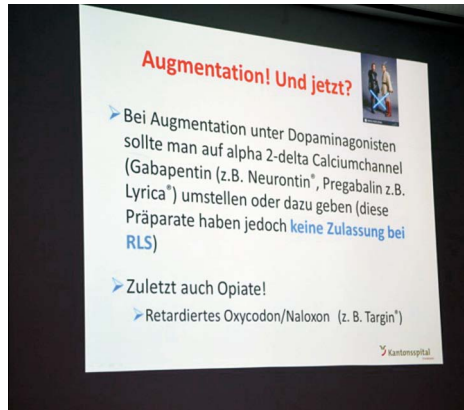 Augmentation! Und jetzt?
Bei Augmentation unter Dopaminagonisten
sollte man auf alpha 2-delta Calciumchannel
(Gabapentin (z.B. Neurontin®, Pregabalin z.B.
Lyrica®) umstellen oder dazu geben (diese
Präparate haben jedoch keine Zulassung bei
RLS)
Zuletzt auch Opiate!
Retardiertes Oxycodon/Naloxon (z. B. Targin®)
Kantonsspital